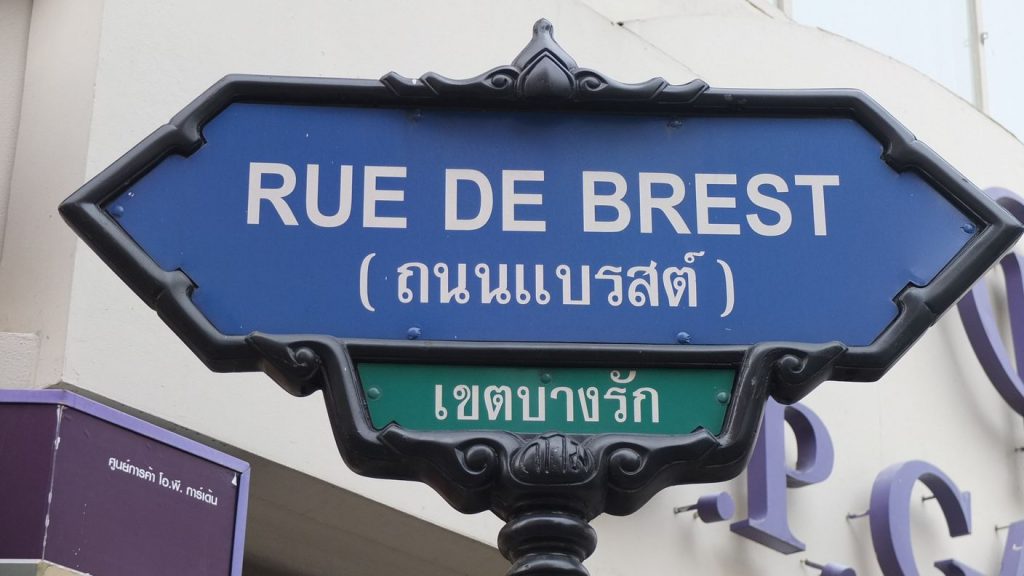 RUE DE BREST
(ถนนแบรสต์)
เขตบางรัก
ศูนย์การค้า โอ.พี. การ์เด้น
P
G